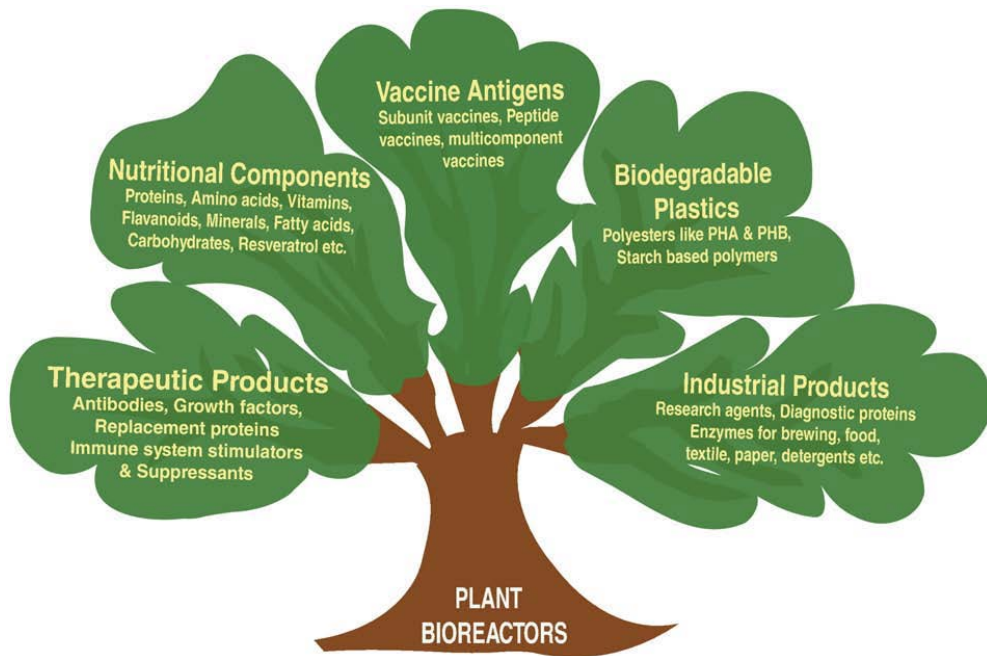 Vaccine Antigens
Subunit vaccines, Peptide
vaccines, multicomponent
vaccines
Nutritional Components
Proteins, Amino acids, Vitamins,
Flavanoids, Minerals, Fatty acids,
Carbohydrates, Resveratrol etc.
Biodegradable
Plastics
Polyesters like PHA & PHB,
Starch based polymers
Therapeutic Products
Antibodies, Growth factors,
Replacement proteins
Immune system stimulators
& Suppressants
Industrial Products
Research agents, Diagnostic proteins
Enzymes for brewing, food,
textile, paper, detergents etc.
PLANT
BIOREACTORS